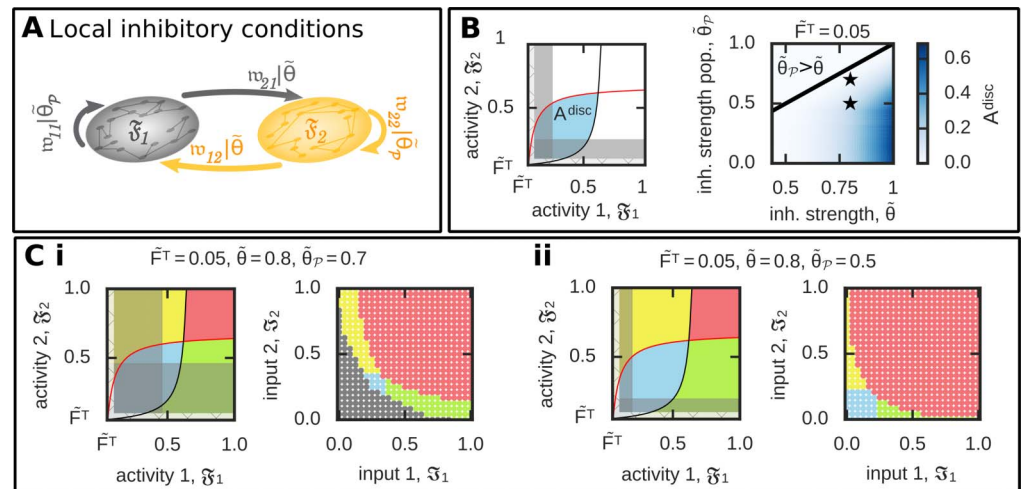 A Local inhibitory conditions
𝔴₂₁|θ̃
𝔴₁₁|θ̃𝒫
𝔉₁
𝔉₂
𝔴₂₂|θ̃𝒫
𝔴₁₂|θ̃
B
activity 2, 𝔉₂
1
0.5
F̃ᵀ
Aᵈⁱˢᶜ
F̃ᵀ
0.5
1
activity 1, 𝔉₁
F̃ᵀ = 0.05
inh. strength pop., θ̃𝒫
1.0
0.5
0.0
θ̃𝒫>θ̃
0.5
0.75
1
inh. strength, θ̃
0.6
0.4
0.2
0.0
Aᵈⁱˢᶜ
C i
F̃ᵀ = 0.05, θ̃ = 0.8, θ̃𝒫 = 0.7
activity 2, 𝔉₂
1.0
0.5
F̃ᵀ
F̃ᵀ
0.5
1.0
activity 1, 𝔉₁
input 2, ℑ₂
1.0
0.5
0.0
0.0
0.5
1.0
input 1, ℑ₁
ii
F̃ᵀ = 0.05, θ̃ = 0.8, θ̃𝒫 = 0.5
activity 2, 𝔉₂
1.0
0.5
F̃ᵀ
F̃ᵀ
0.5
1.0
activity 1, 𝔉₁
input 2, ℑ₂
1.0
0.5
0.0
0.0
0.5
1.0
input 1, ℑ₁